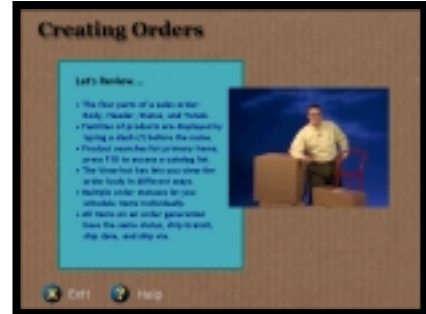 Creating Orders
Let's Review...
• The four parts of a sales order:
Body, Header, Status, and Totals.
• Families of products are displayed by
typing a slash (/) before the name.
• Product searches list primary items,
press F10 to access a catalog list.
• The View hot key lets you view the
order body in different ways.
• Multiple order statuses let you
schedule items individually.
• All items on an order generation
have the same status, ship branch,
ship date, and ship via.
Exit
Help